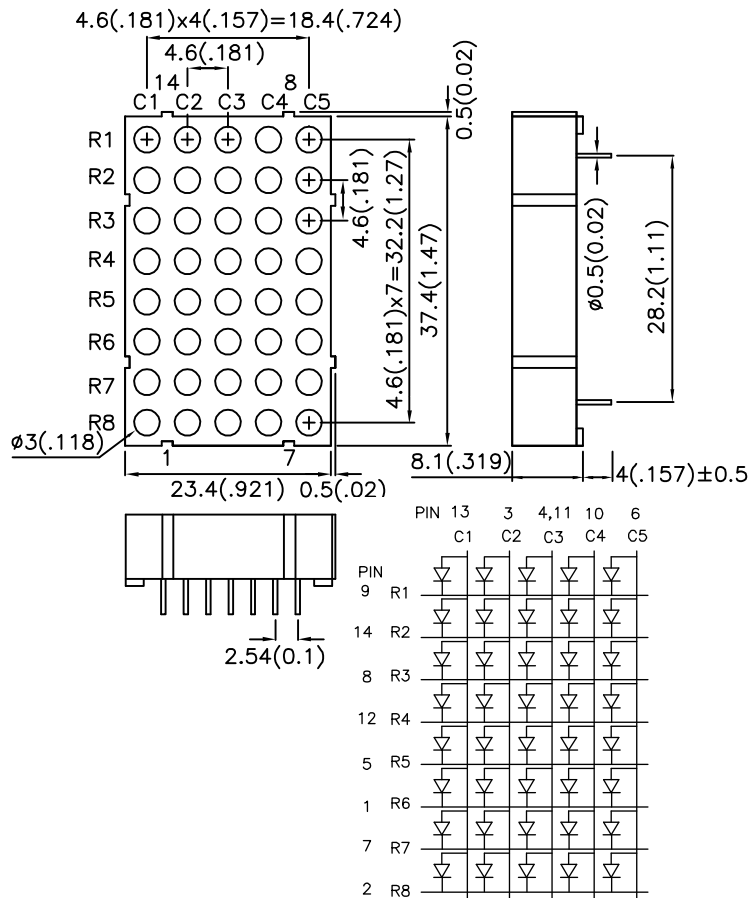 4.6(.181)x4(.157)=18.4(.724)
4.6(.181)
14 8
C1 C2 C3 C4 C5
0.5(0.02)
R1
R2
R3
R4
R5
R6
R7
R8
4.6(.181)
4.6(.181)x7=32.2(1.27)
37.4(1.47)
ø0.5(0.02)
28.2(1.11)
ø3(.118)
1 7
23.4(.921) 0.5(.02)
8.1(.319)
4(.157)±0.5
2.54(0.1)
PIN 13 3 4,11 10 6
C1 C2 C3 C4 C5
PIN
9 R1
14 R2
8 R3
12 R4
5 R5
1 R6
7 R7
2 R8